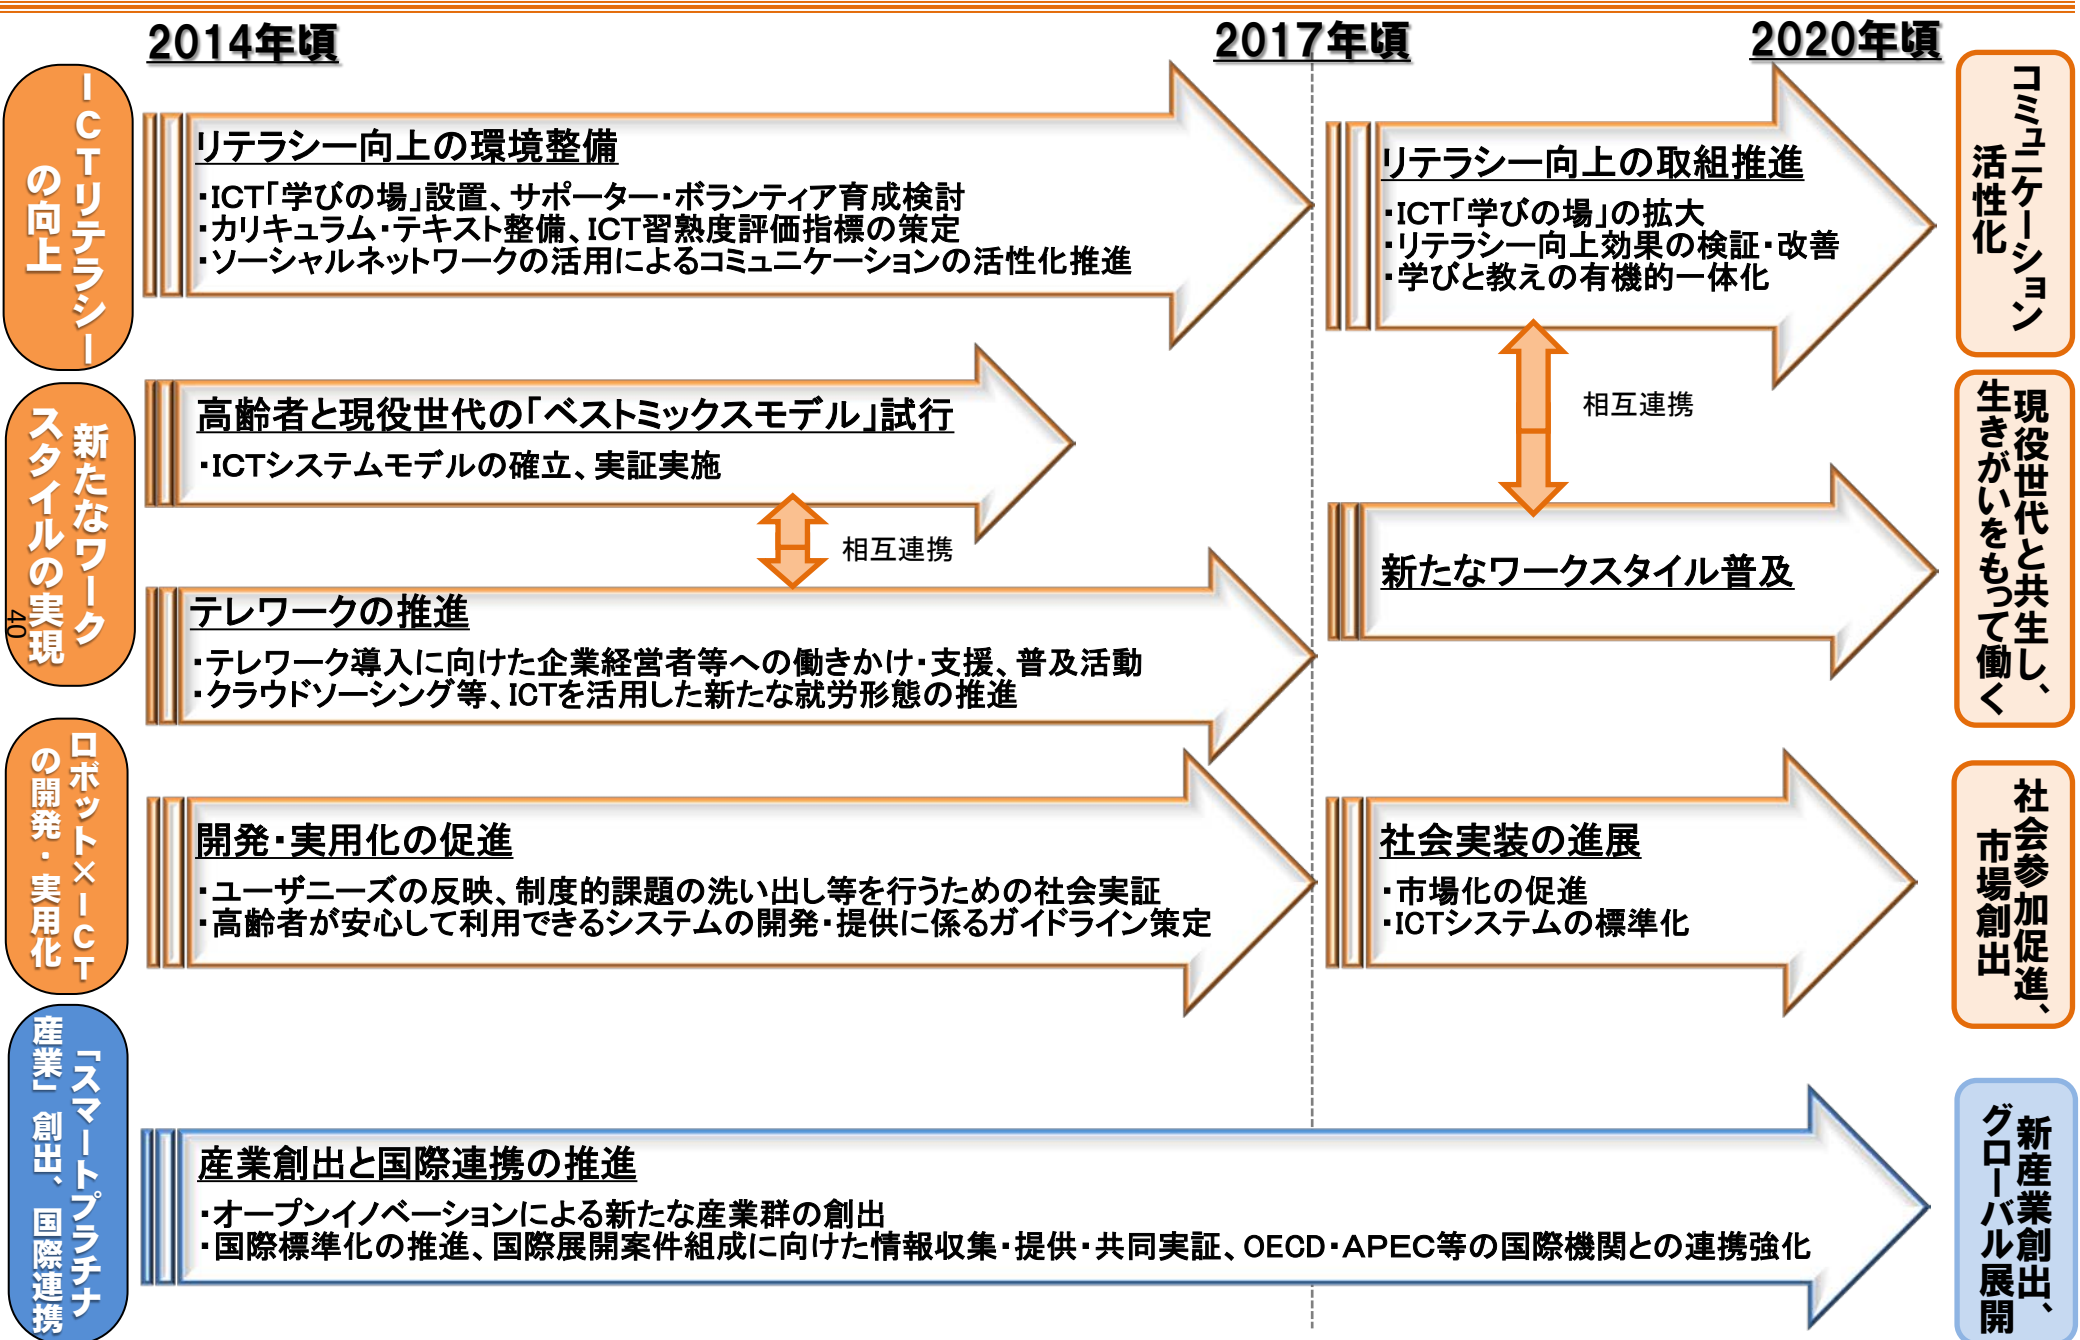 2014年頃
2017年頃
2020年頃
ICTリテラシー
の向上
リテラシー向上の環境整備
・ICT「学びの場」設置、サポーター・ボランティア育成検討
・カリキュラム・テキスト整備、ICT習熟度評価指標の策定
・ソーシャルネットワークの活用によるコミュニケーションの活性化推進
リテラシー向上の取組推進
・ICT「学びの場」の拡大
・リテラシー向上効果の検証・改善
・学びと教えの有機的一体化
コミュニケーション
活性化
新たなワーク
スタイルの実現
高齢者と現役世代の「ベストミックスモデル」試行
・ICTシステムモデルの確立、実証実施
相互連携
相互連携
テレワークの推進
・テレワーク導入に向けた企業経営者等への働きかけ・支援、普及活動
・クラウドソーシング等、ICTを活用した新たな就労形態の推進
新たなワークスタイル普及
現役世代と共生し、
生きがいをもって働く
40
ロボット×ICT
の開発・実用化
開発・実用化の促進
・ユーザニーズの反映、制度的課題の洗い出し等を行うための社会実証
・高齢者が安心して利用できるシステムの開発・提供に係るガイドライン策定
社会実装の進展
・市場化の促進
・ICTシステムの標準化
社会参加促進、
市場創出
「スマートプラチナ
産業」創出、国際連携
産業創出と国際連携の推進
・オープンイノベーションによる新たな産業群の創出
・国際標準化の推進、国際展開案件組成に向けた情報収集・提供・共同実証、OECD・APEC等の国際機関との連携強化
新産業創出、
グローバル展開